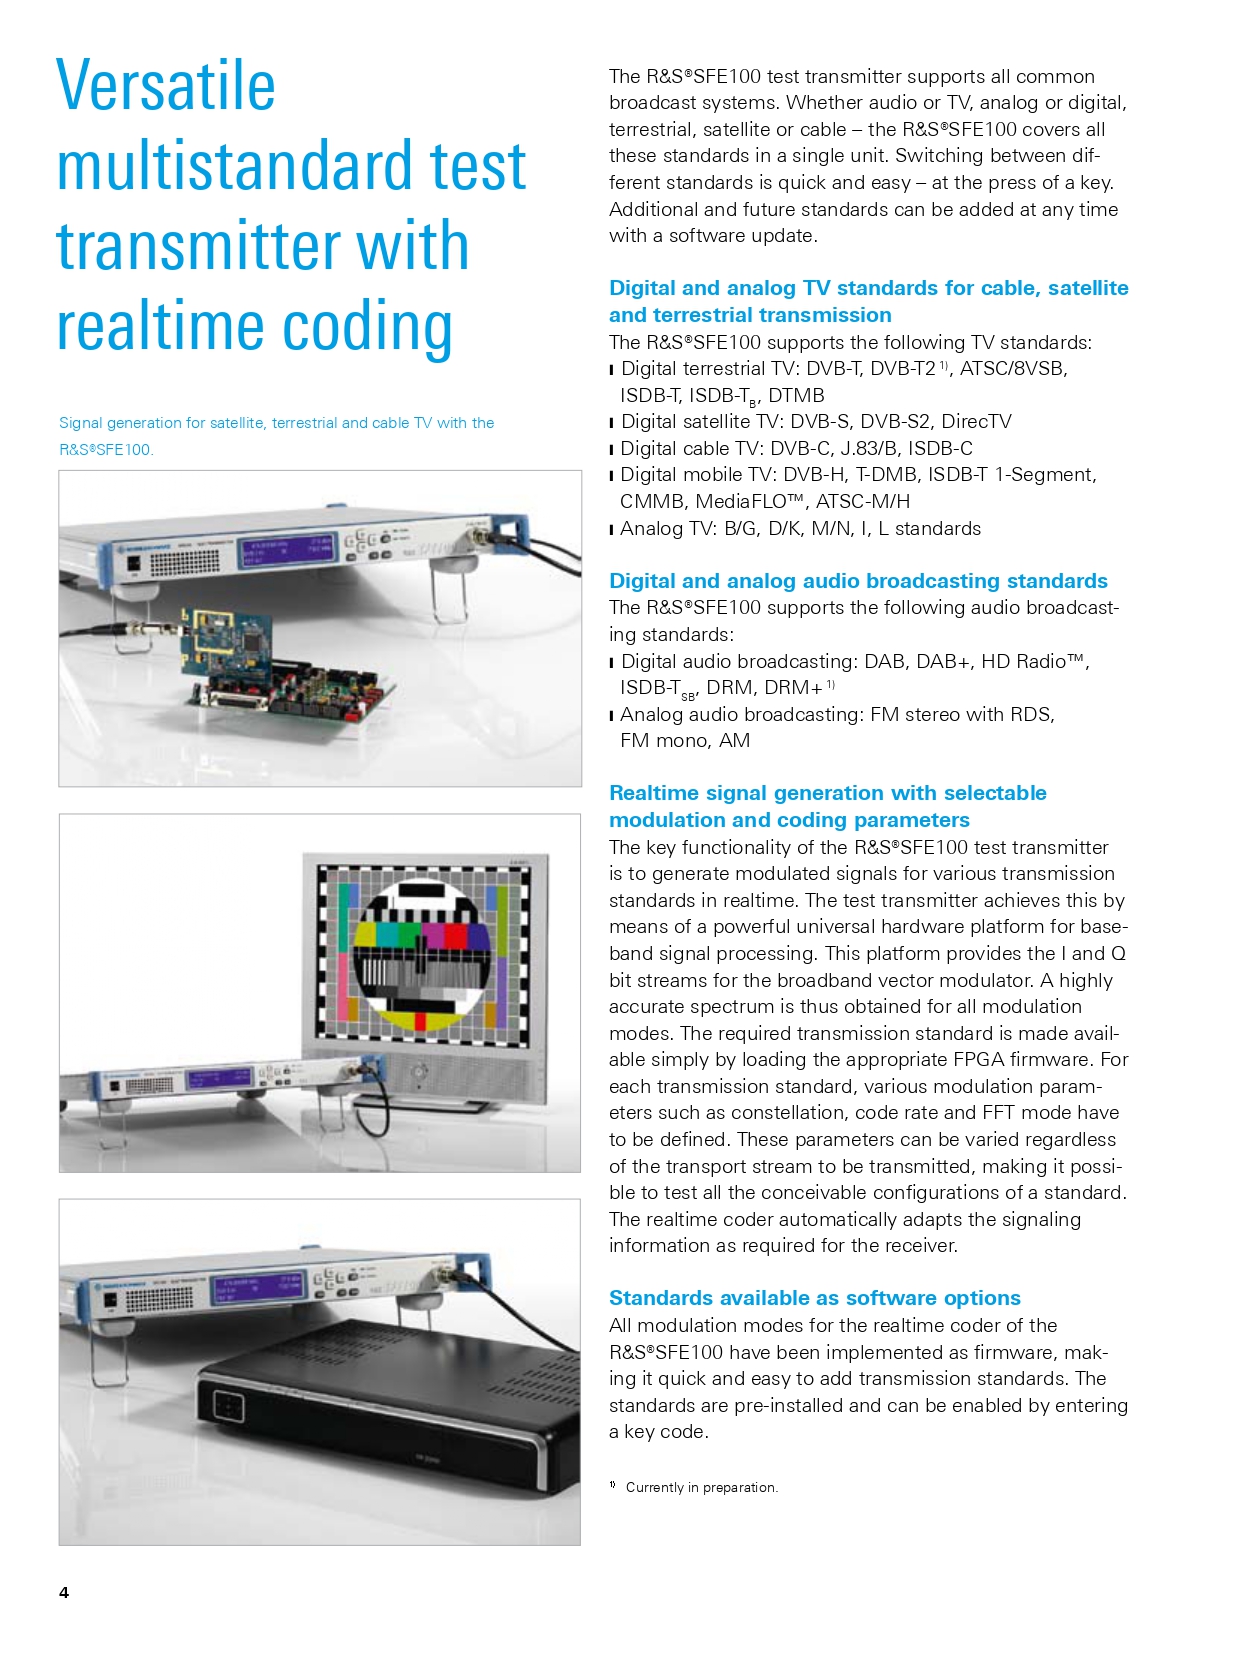 Versatile
multistandard test
transmitter with
realtime coding
Signal generation for satellite, terrestrial and cable TV with the
R&S®SFE100.
The R&S®SFE100 test transmitter supports all common
broadcast systems. Whether audio or TV, analog or digital,
terrestrial, satellite or cable – the R&S®SFE100 covers all
these standards in a single unit. Switching between dif-
ferent standards is quick and easy – at the press of a key.
Additional and future standards can be added at any time
with a software update.
Digital and analog TV standards for cable, satellite
and terrestrial transmission
The R&S®SFE100 supports the following TV standards:
❙ Digital terrestrial TV: DVB-T, DVB-T2 1), ATSC/8VSB,
ISDB-T, ISDB-TB, DTMB
❙ Digital satellite TV: DVB-S, DVB-S2, DirecTV
❙ Digital cable TV: DVB-C, J.83/B, ISDB-C
❙ Digital mobile TV: DVB-H, T-DMB, ISDB-T 1-Segment,
CMMB, MediaFLO™, ATSC-M/H
❙ Analog TV: B/G, D/K, M/N, I, L standards
Digital and analog audio broadcasting standards
The R&S®SFE100 supports the following audio broadcast-
ing standards:
❙ Digital audio broadcasting: DAB, DAB+, HD Radio™,
ISDB-TSB, DRM, DRM+ 1)
❙ Analog audio broadcasting: FM stereo with RDS,
FM mono, AM
Realtime signal generation with selectable
modulation and coding parameters
The key functionality of the R&S®SFE100 test transmitter
is to generate modulated signals for various transmission
standards in realtime. The test transmitter achieves this by
means of a powerful universal hardware platform for base-
band signal processing. This platform provides the I and Q
bit streams for the broadband vector modulator. A highly
accurate spectrum is thus obtained for all modulation
modes. The required transmission standard is made avail-
able simply by loading the appropriate FPGA firmware. For
each transmission standard, various modulation param-
eters such as constellation, code rate and FFT mode have
to be defined. These parameters can be varied regardless
of the transport stream to be transmitted, making it possi-
ble to test all the conceivable configurations of a standard.
The realtime coder automatically adapts the signaling
information as required for the receiver.
Standards available as software options
All modulation modes for the realtime coder of the
R&S®SFE100 have been implemented as firmware, mak-
ing it quick and easy to add transmission standards. The
standards are pre-installed and can be enabled by entering
a key code.
1) Currently in preparation.
4